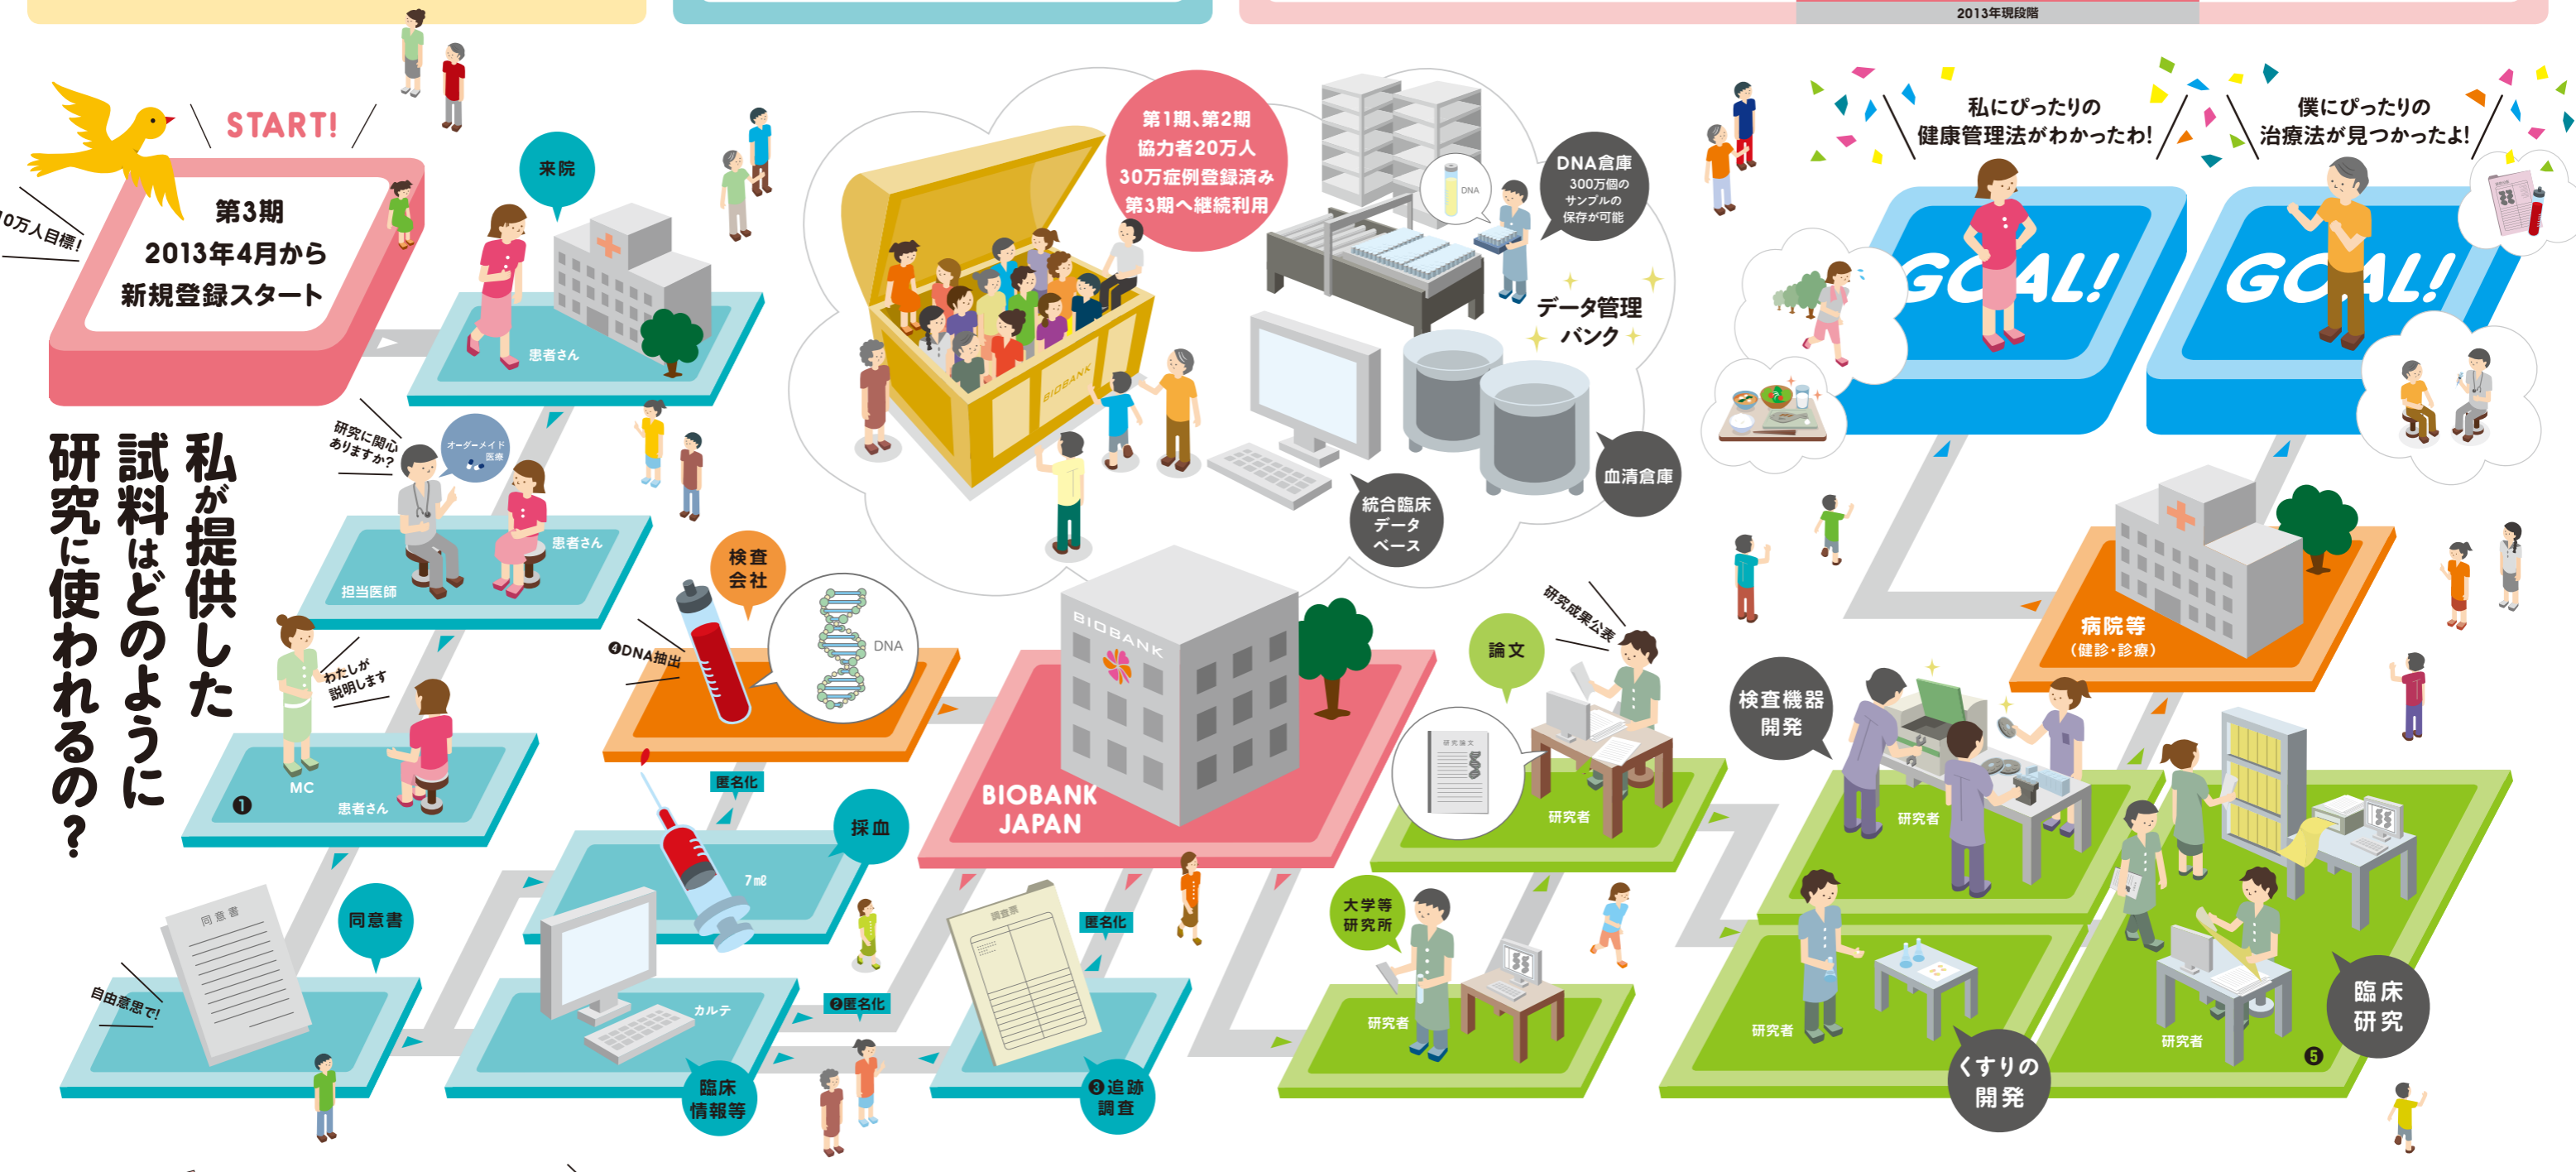 2013年現段階
START!
10万人目標!
第3期
2013年4月から
新規登録スタート
私が提供した
試料はどのように
研究に使われるの?
来院
患者さん
研究に関心
ありますか?
オーダーメイド
医療
患者さん
担当医師
わたしが
説明します
MC
患者さん
❶
同意書
同意書
自由意思で!
採血
7㎖
カルテ
臨床
情報等
❷匿名化
匿名化
検査
会社
❹DNA抽出
DNA
調査票
匿名化
❸追跡
調査
BIOBANK
BIOBANK
JAPAN
第1期、第2期
協力者20万人
30万症例登録済み
第3期へ継続利用
BIOBANK
DNA
DNA倉庫
300万個の
サンプルの
保存が可能
データ管理
バンク
血清倉庫
統合臨床
データ
ベース
大学等
研究所
研究者
論文
研究成果公表
研究論文
研究者
検査機器
開発
研究者
研究者
くすりの
開発
研究者
臨床
研究
❺
病院等
(健診・診療)
私にぴったりの
健康管理法がわかったわ!
GOAL!
僕にぴったりの
治療法が見つかったよ!
GOAL!